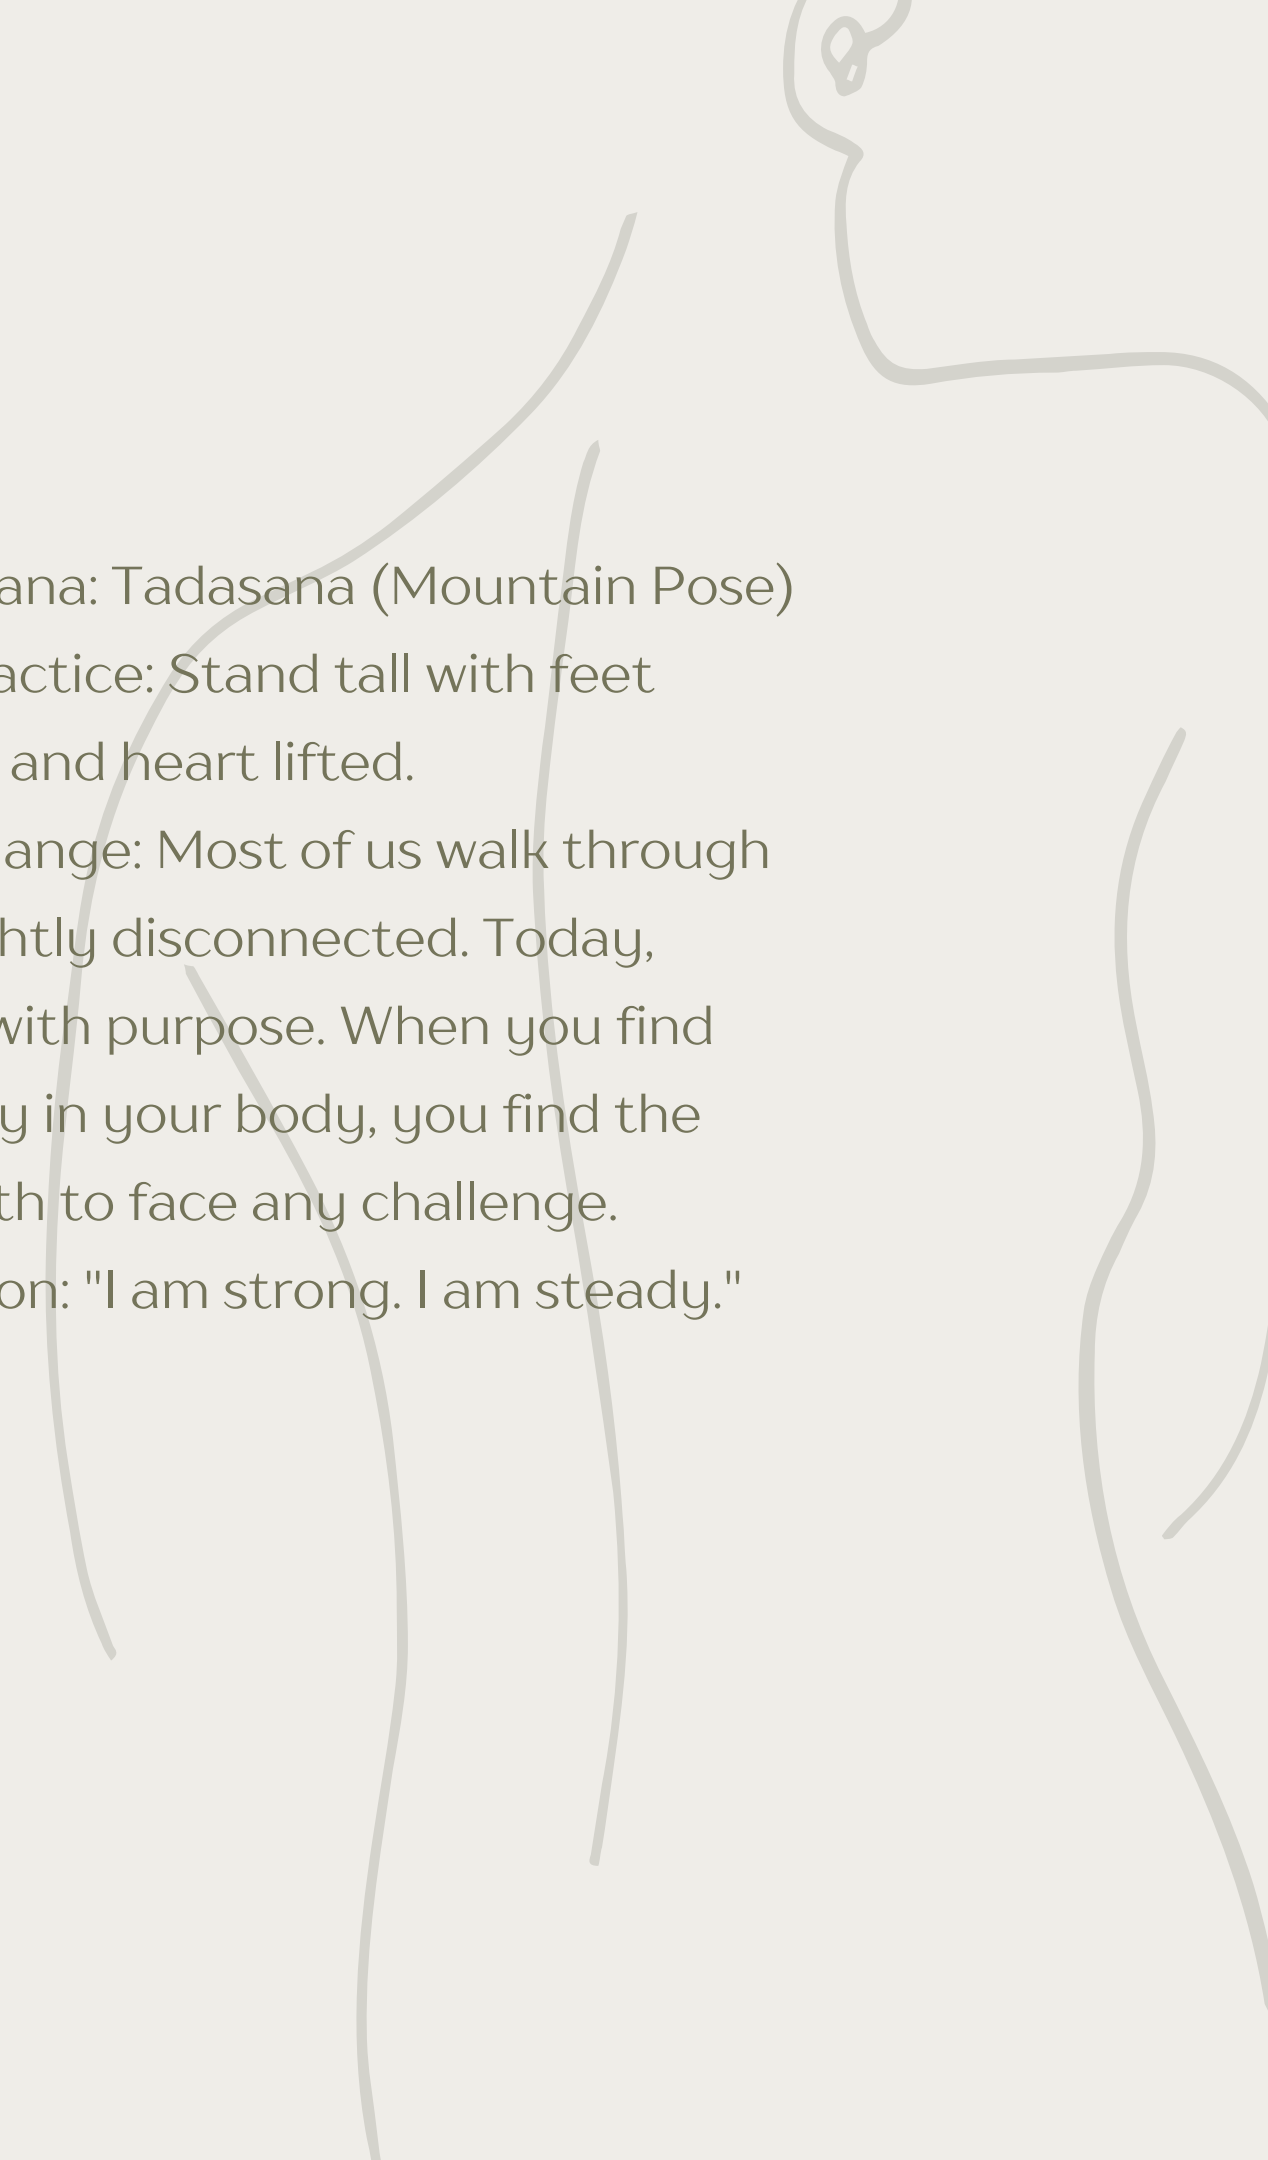 ana: Tadasana (Mountain Pose)
actice: Stand tall with feet
and heart lifted.
ange: Most of us walk through
htly disconnected. Today,
with purpose. When you find
y in your body, you find the
th to face any challenge.
on: "I am strong. I am steady."